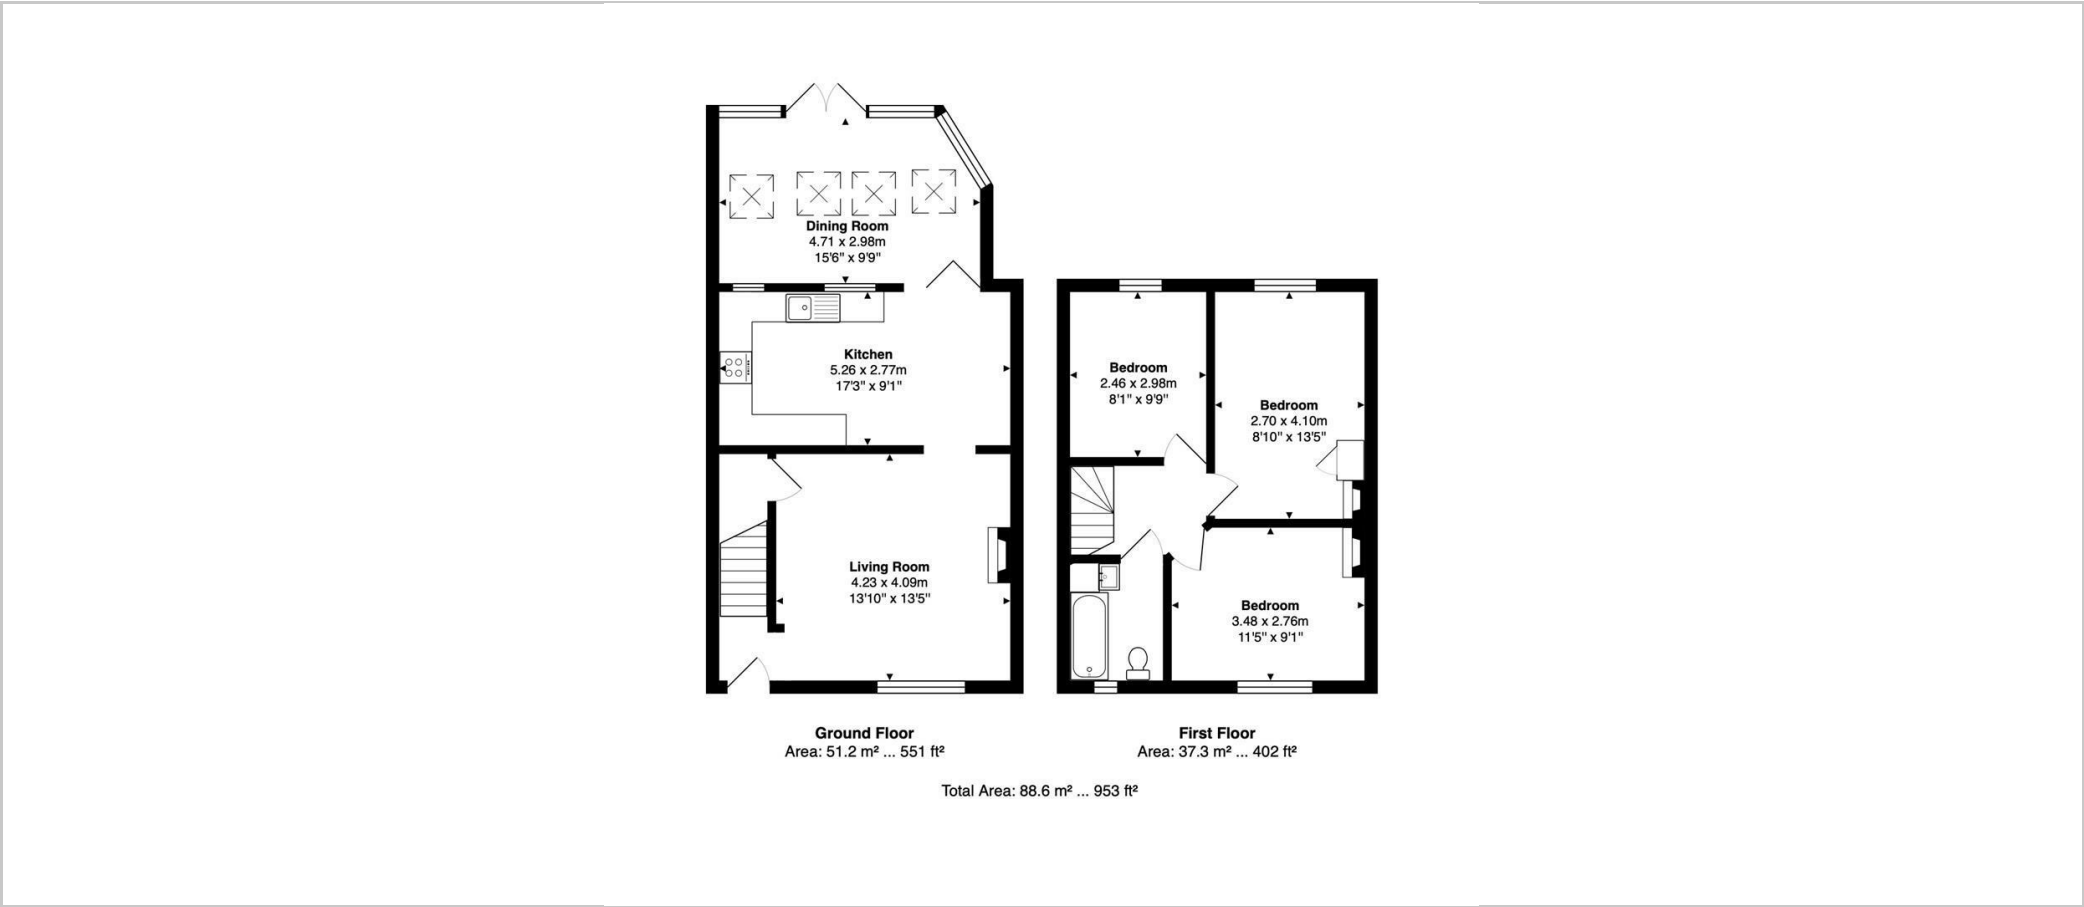 Dining Room
4.71 x 2.98m
15'6" x 9'9"
Kitchen
5.26 x 2.77m
17'3" x 9'1"
Living Room
4.23 x 4.09m
13'10" x 13'5"
Ground Floor
Area: 51.2 m² ... 551 ft²
Bedroom
2.46 x 2.98m
8'1" x 9'9"
Bedroom
2.70 x 4.10m
8'10" x 13'5"
Bedroom
3.48 x 2.76m
11'5" x 9'1"
First Floor
Area: 37.3 m² ... 402 ft²
Total Area: 88.6 m² ... 953 ft²